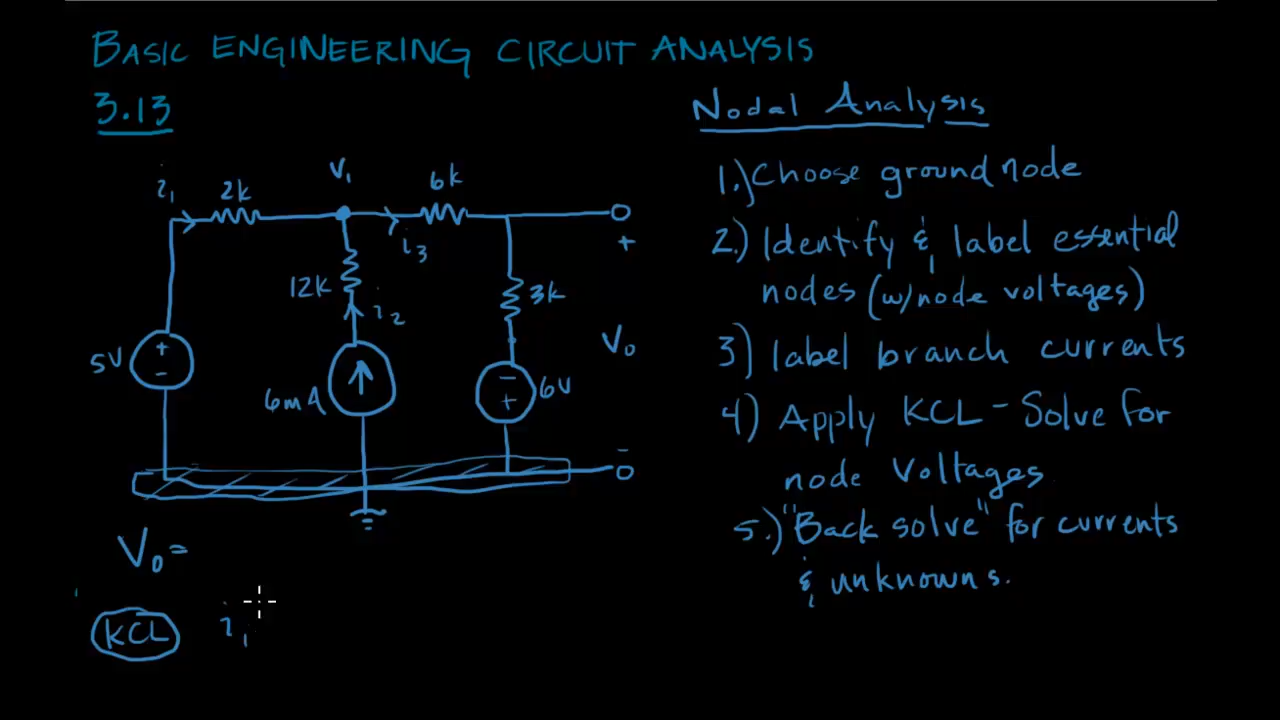 BASIC ENGINEERING CIRCUIT ANALYSIS
3.13
Nodal Analysis
1.) Choose ground node
2.) Identify & label essential
nodes (w/node voltages)
3) label branch currents
4) Apply KCL - Solve for
node Voltages
5.) "Back solve" for currents
& unknowns.
i₁
2k
V₁
6k
i₃
12k
i₂
3k
+
V₀
-
5V
+
-
6mA
-
+
6V
V₀ =
KCL
i₁